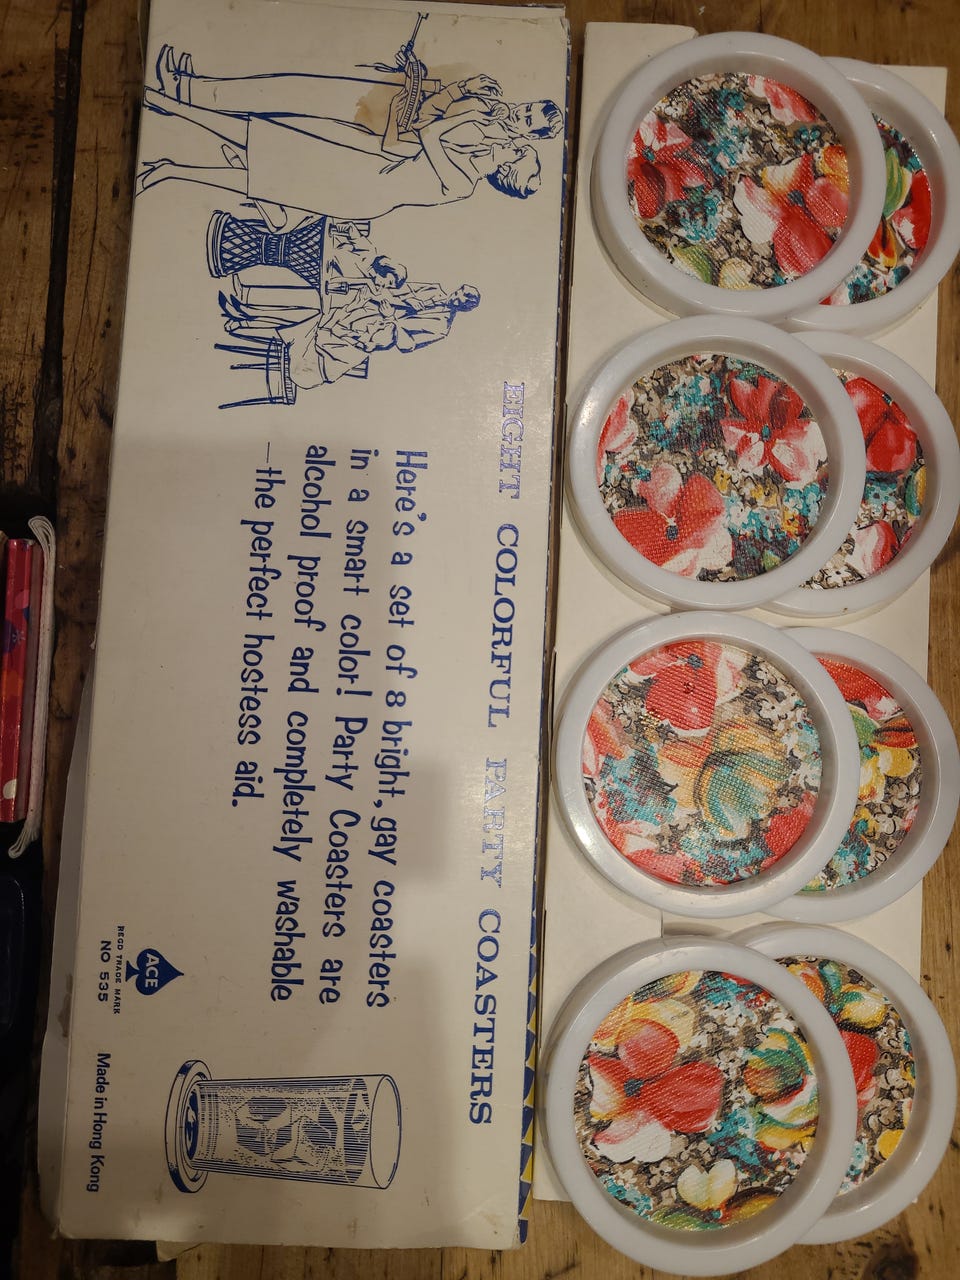 EIGHT COLORFUL PARTY COASTERS
Here's a set of 8 bright, gay coasters
in a smart color! Party Coasters are
alcohol proof and completely washable
—the perfect hostess aid.
ACE
REGD TRADE MARK
NO 535
Made in Hong Kong